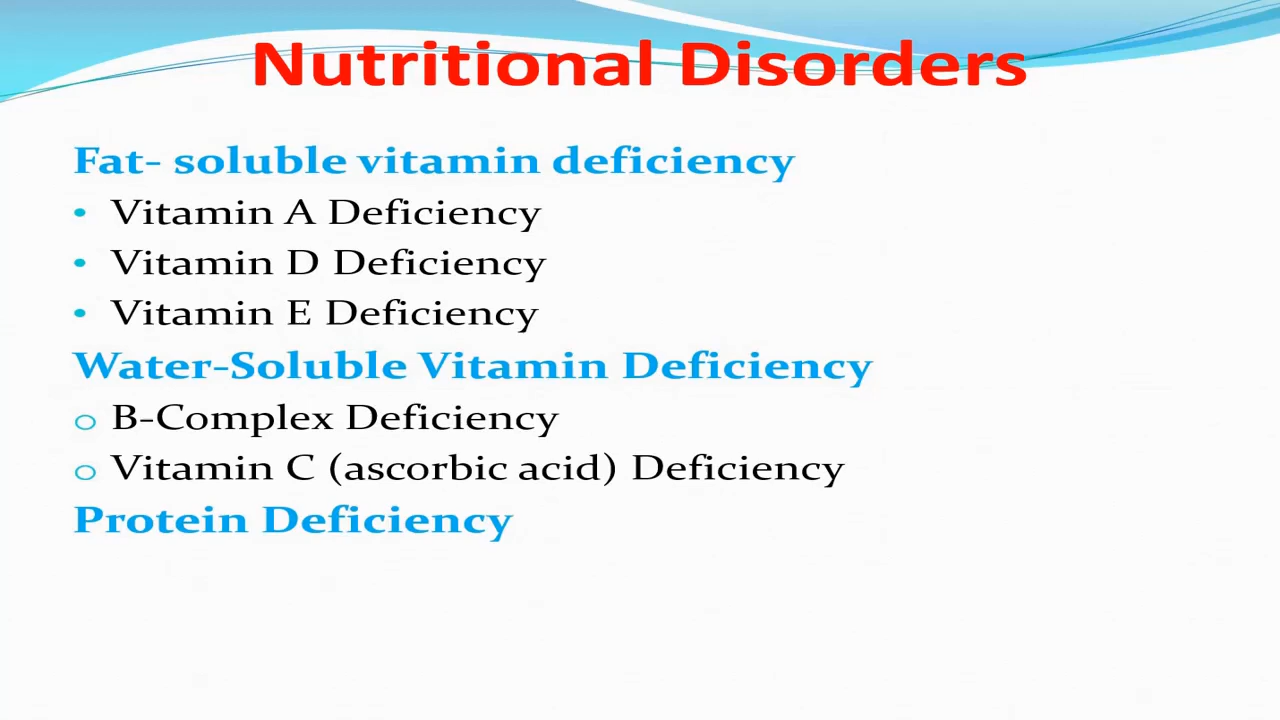 Nutritional Disorders
Fat- soluble vitamin deficiency
• Vitamin A Deficiency
• Vitamin D Deficiency
• Vitamin E Deficiency
Water-Soluble Vitamin Deficiency
o B-Complex Deficiency
o Vitamin C (ascorbic acid) Deficiency
Protein Deficiency